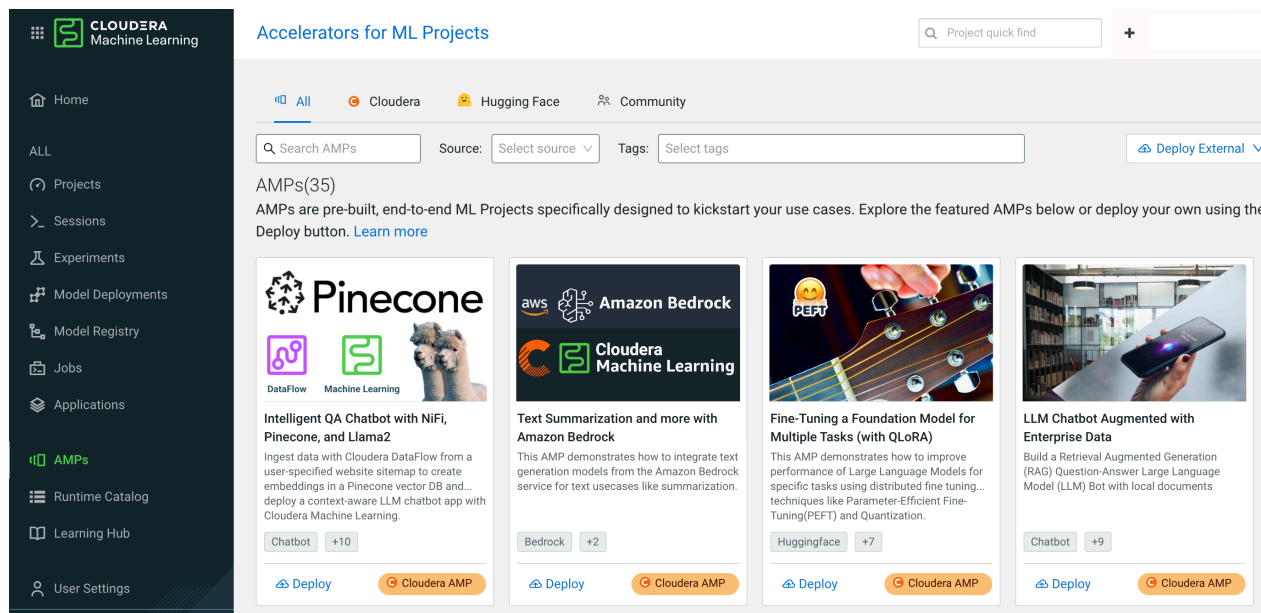 CLOUDERA
Machine Learning
Home
ALL
Projects
Sessions
Experiments
Model Deployments
Model Registry
Jobs
Applications
AMPs
Runtime Catalog
Learning Hub
User Settings
Accelerators for ML Projects
Project quick find
+
All
Cloudera
Hugging Face
Community
Search AMPs
Source:
Select source
Tags:
Select tags
Deploy External
AMPs(35)
AMPs are pre-built, end-to-end ML Projects specifically designed to kickstart your use cases. Explore the featured AMPs below or deploy your own using the
Deploy button. Learn more
Pinecone
DataFlow
Machine Learning
Intelligent QA Chatbot with NiFi,
Pinecone, and Llama2
Ingest data with Cloudera DataFlow from a
user-specified website sitemap to create
embeddings in a Pinecone vector DB and...
deploy a context-aware LLM chatbot app with
Cloudera Machine Learning.
Chatbot
+10
Deploy
Cloudera AMP
aws
Amazon Bedrock
Cloudera
Machine Learning
Text Summarization and more with
Amazon Bedrock
This AMP demonstrates how to integrate text
generation models from the Amazon Bedrock
service for text usecases like summarization.
Bedrock
+2
Deploy
Cloudera AMP
PEFT
Fine-Tuning a Foundation Model for
Multiple Tasks (with QLoRA)
This AMP demonstrates how to improve
performance of Large Language Models for
specific tasks using distributed fine tuning...
techniques like Parameter-Efficient Fine-
Tuning(PEFT) and Quantization.
Huggingface
+7
Deploy
Cloudera AMP
LLM Chatbot Augmented with
Enterprise Data
Build a Retrieval Augmented Generation
(RAG) Question-Answer Large Language
Model (LLM) Bot with local documents
Chatbot
+9
Deploy
Cloudera AMP